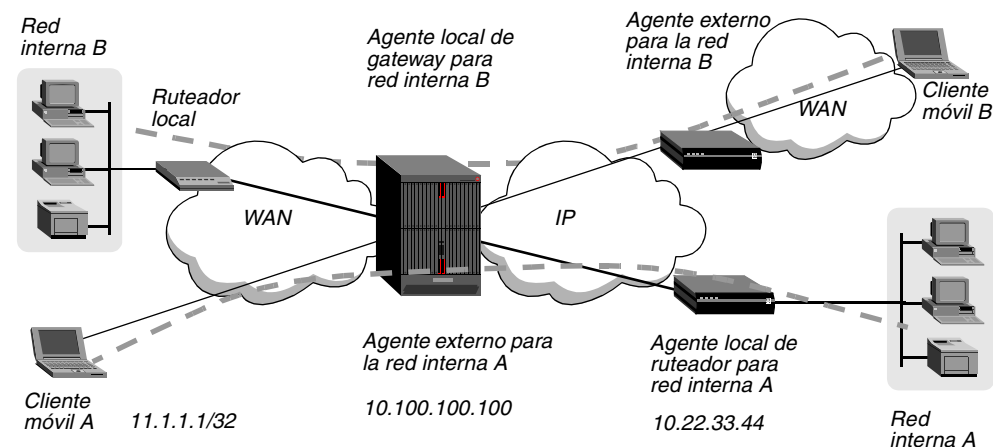 Red
interna B
Ruteador
local
Agente local de
gateway para
red interna B
Agente externo
para la red
interna B
Cliente
móvil B
WAN
WAN
IP
Cliente
móvil A
11.1.1.1/32
Agente externo para
la red interna A
10.100.100.100
Agente local de
ruteador para
red interna A
10.22.33.44
Red
interna A